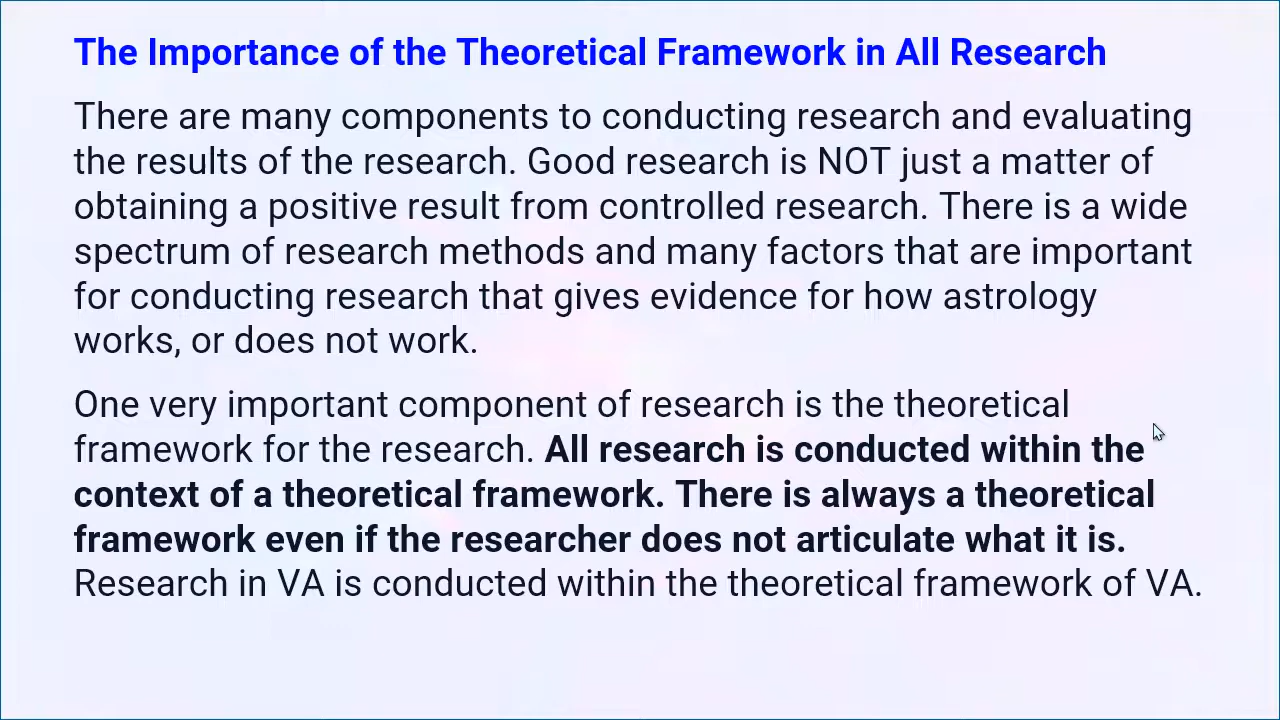 The Importance of the Theoretical Framework in All Research
There are many components to conducting research and evaluating
the results of the research. Good research is NOT just a matter of
obtaining a positive result from controlled research. There is a wide
spectrum of research methods and many factors that are important
for conducting research that gives evidence for how astrology
works, or does not work.
One very important component of research is the theoretical
framework for the research. All research is conducted within the
context of a theoretical framework. There is always a theoretical
framework even if the researcher does not articulate what it is.
Research in VA is conducted within the theoretical framework of VA.